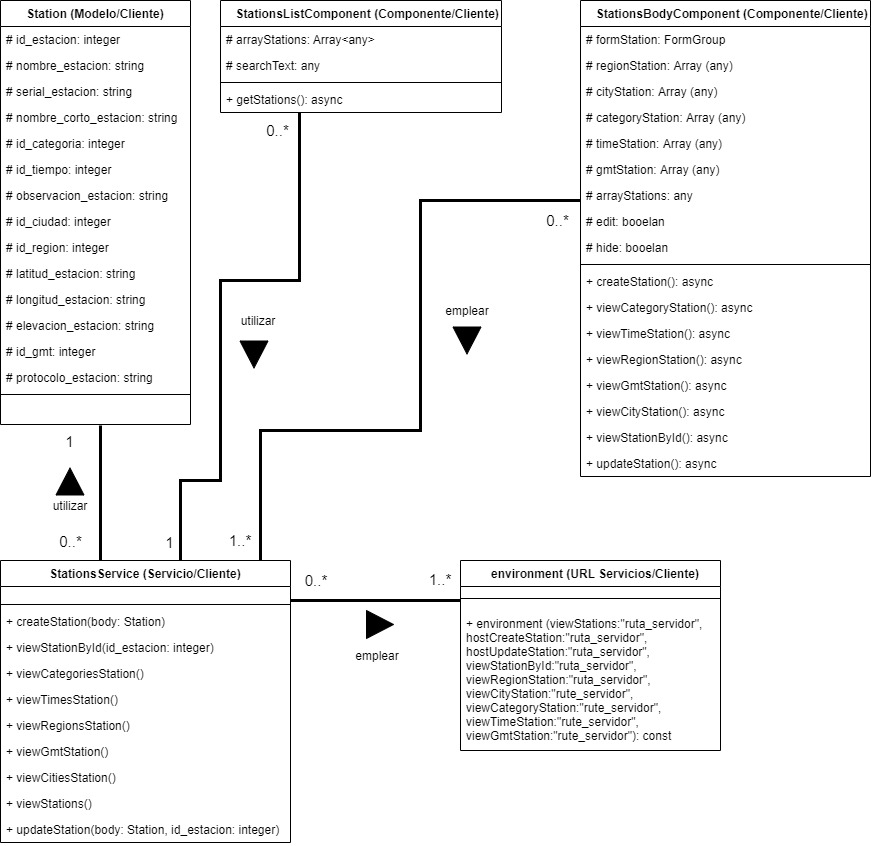 Station (Modelo/Cliente)
# id_estacion: integer
# nombre_estacion: string
# serial_estacion: string
# nombre_corto_estacion: string
# id_categoria: integer
# id_tiempo: integer
# observacion_estacion: string
# id_ciudad: integer
# id_region: integer
# latitud_estacion: string
# longitud_estacion: string
# elevacion_estacion: string
# id_gmt: integer
# protocolo_estacion: string
StationsListComponent (Componente/Cliente)
# arrayStations: Array<any>
# searchText: any
+ getStations(): async
StationsBodyComponent (Componente/Cliente)
# formStation: FormGroup
# regionStation: Array (any)
# cityStation: Array (any)
# categoryStation: Array (any)
# timeStation: Array (any)
# gmtStation: Array (any)
# arrayStations: any
# edit: booelan
# hide: booelan
+ createStation(): async
+ viewCategoryStation(): async
+ viewTimeStation(): async
+ viewRegionStation(): async
+ viewGmtStation(): async
+ viewCityStation(): async
+ viewStationById(): async
+ updateStation(): async
0..*
0..*
utilizar
emplear
1
utilizar
0..*
1
1..*
StationsService (Servicio/Cliente)
+ createStation(body: Station)
+ viewStationById(id_estacion: integer)
+ viewCategoriesStation()
+ viewTimesStation()
+ viewRegionsStation()
+ viewGmtStation()
+ viewCitiesStation()
+ viewStations()
+ updateStation(body: Station, id_estacion: integer)
0..*
1..*
emplear
environment (URL Servicios/Cliente)
+ environment (viewStations:"ruta_servidor",
hostCreateStation:"ruta_servidor",
hostUpdateStation:"ruta_servidor",
viewStationById:"ruta_servidor",
viewRegionStation:"ruta_servidor",
viewCityStation:"rute_servidor",
viewCategoryStation:"rute_servidor",
viewTimeStation:"rute_servidor",
viewGmtStation:"rute_servidor"): const